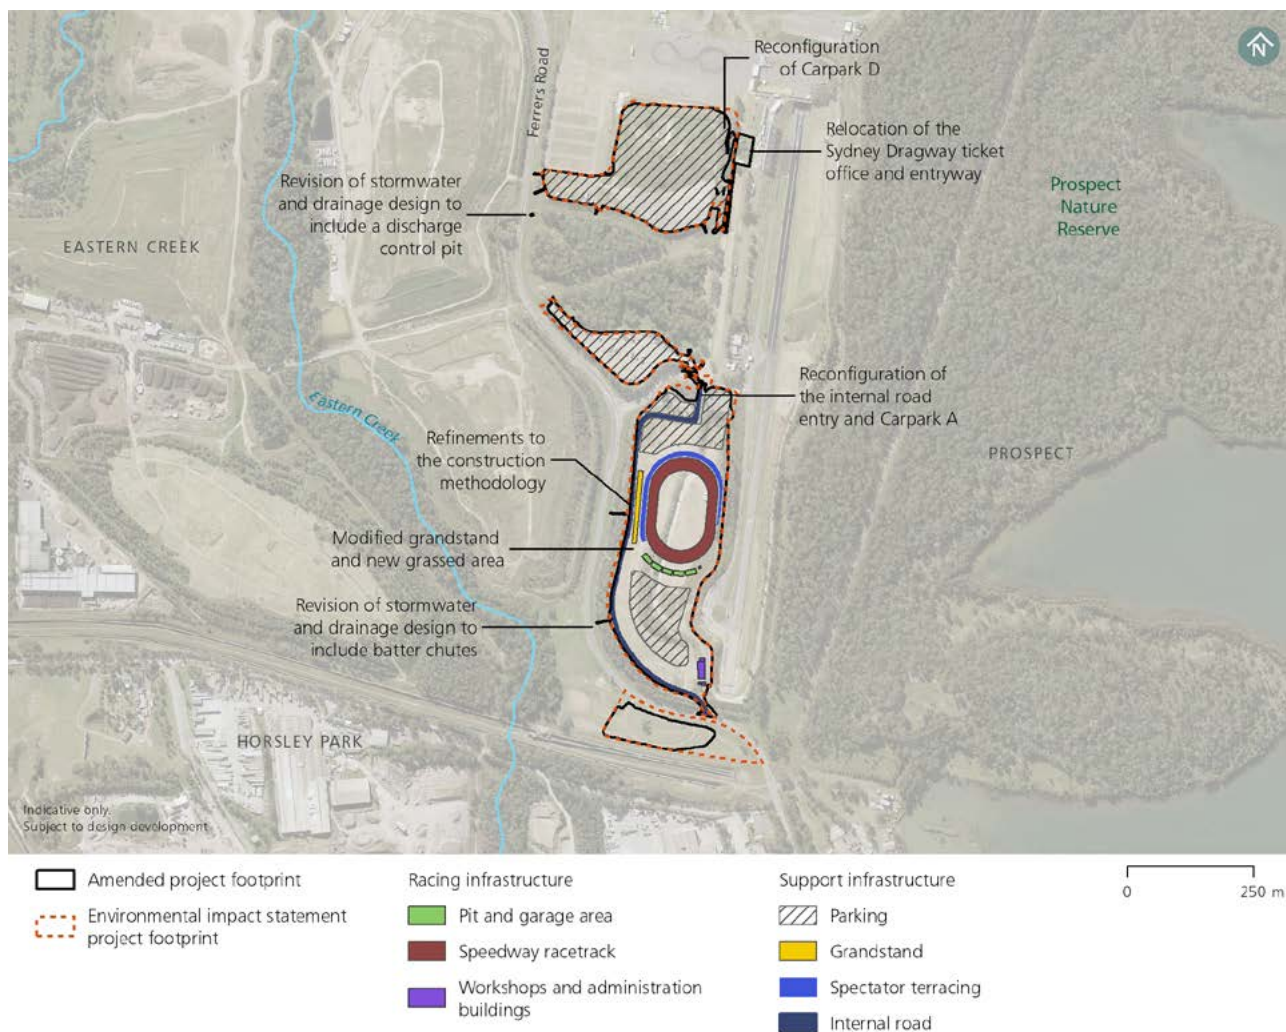 Reconfiguration
of Carpark D
N
Ferrers Road
Relocation of the
Sydney Dragway ticket
office and entryway
Revision of stormwater
and drainage design to
include a discharge
control pit
Prospect
Nature
Reserve
EASTERN CREEK
Reconfiguration of
the internal road
entry and Carpark A
Eastern Creek
Refinements to
the construction
methodology
PROSPECT
Modified grandstand
and new grassed area
Revision of stormwater
and drainage design to
include batter chutes
HORSLEY PARK
Indicative only.
Subject to design development
Amended project footprint
Environmental impact statement
project footprint
Racing infrastructure
Pit and garage area
Speedway racetrack
Workshops and administration
buildings
Support infrastructure
Parking
Grandstand
Spectator terracing
Internal road
0 250 m